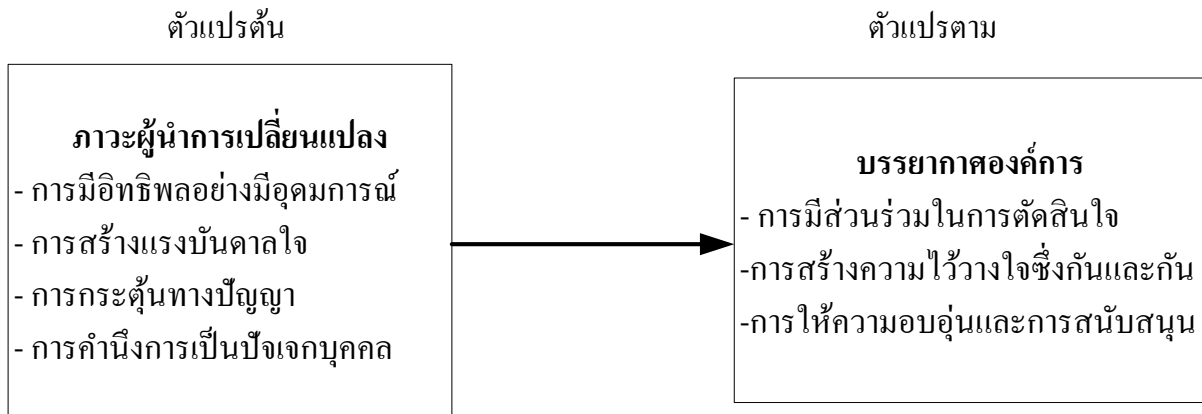 ตัวแปรต้น
ตัวแปรตาม
ภาวะผู้นำการเปลี่ยนแปลง
- การมีอิทธิพลอย่างมีอุดมการณ์
- การสร้างแรงบันดาลใจ
- การกระตุ้นทางปัญญา
- การคำนึงการเป็นปัจเจกบุคคล
บรรยากาศองค์การ
- การมีส่วนร่วมในการตัดสินใจ
-การสร้างความไว้วางใจซึ่งกันและกัน
-การให้ความอบอุ่นและการสนับสนุน